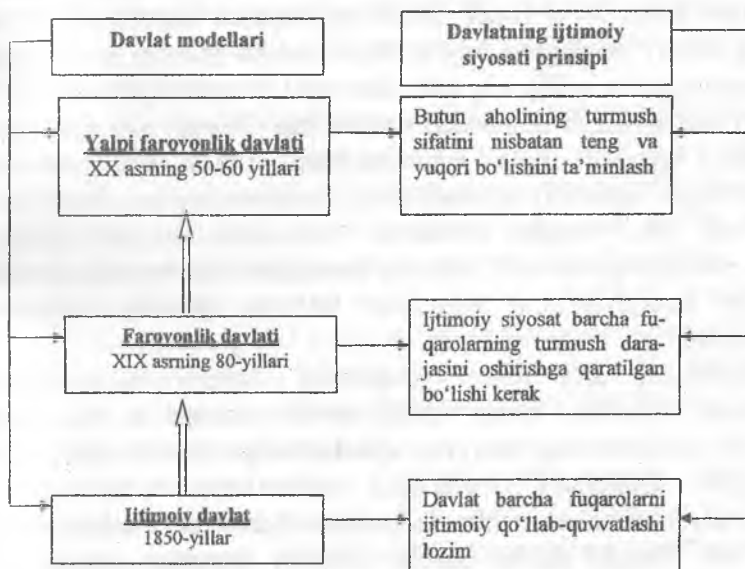 Davlat modellari
Davlatning ijtimoiy
siyosati prinsipi
Yalpi farovonlik davlati
XX asrning 50-60 yillari
Butun aholining turmush
sifatini nisbatan teng va
yuqori bo‘lishini ta’minlash
Farovonlik davlati
XIX asrning 80-yillari
Ijtimoiy siyosat barcha fu-
qarolarning turmush dara-
jasini oshirishga qaratilgan
bo‘lishi kerak
Ijtimoiy davlat
1850-yillar
Davlat barcha fuqarolarni
ijtimoiy qo‘llab-quvvatlashi
lozim